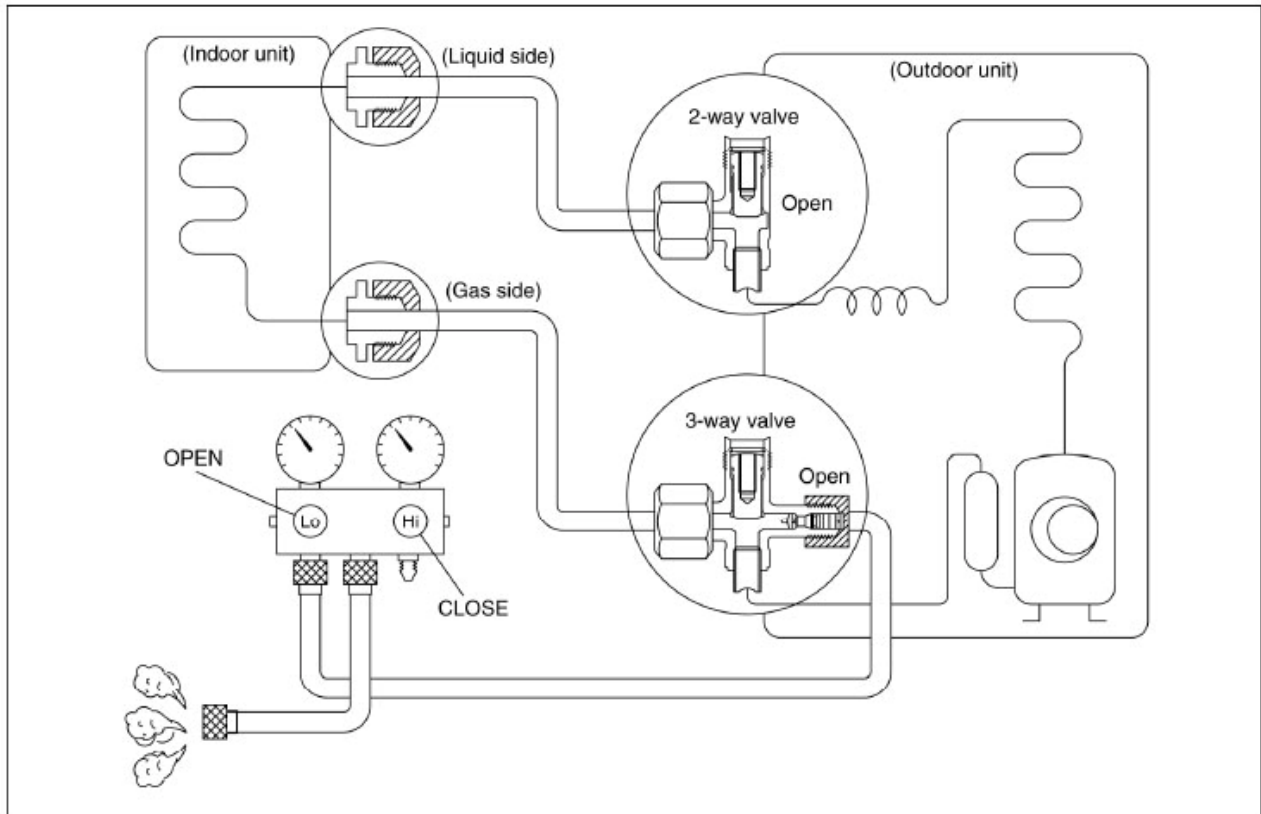 (Indoor unit)
(Liquid side)
(Outdoor unit)
2-way valve
Open
(Gas side)
3-way valve
Open
OPEN
Lo
Hi
CLOSE